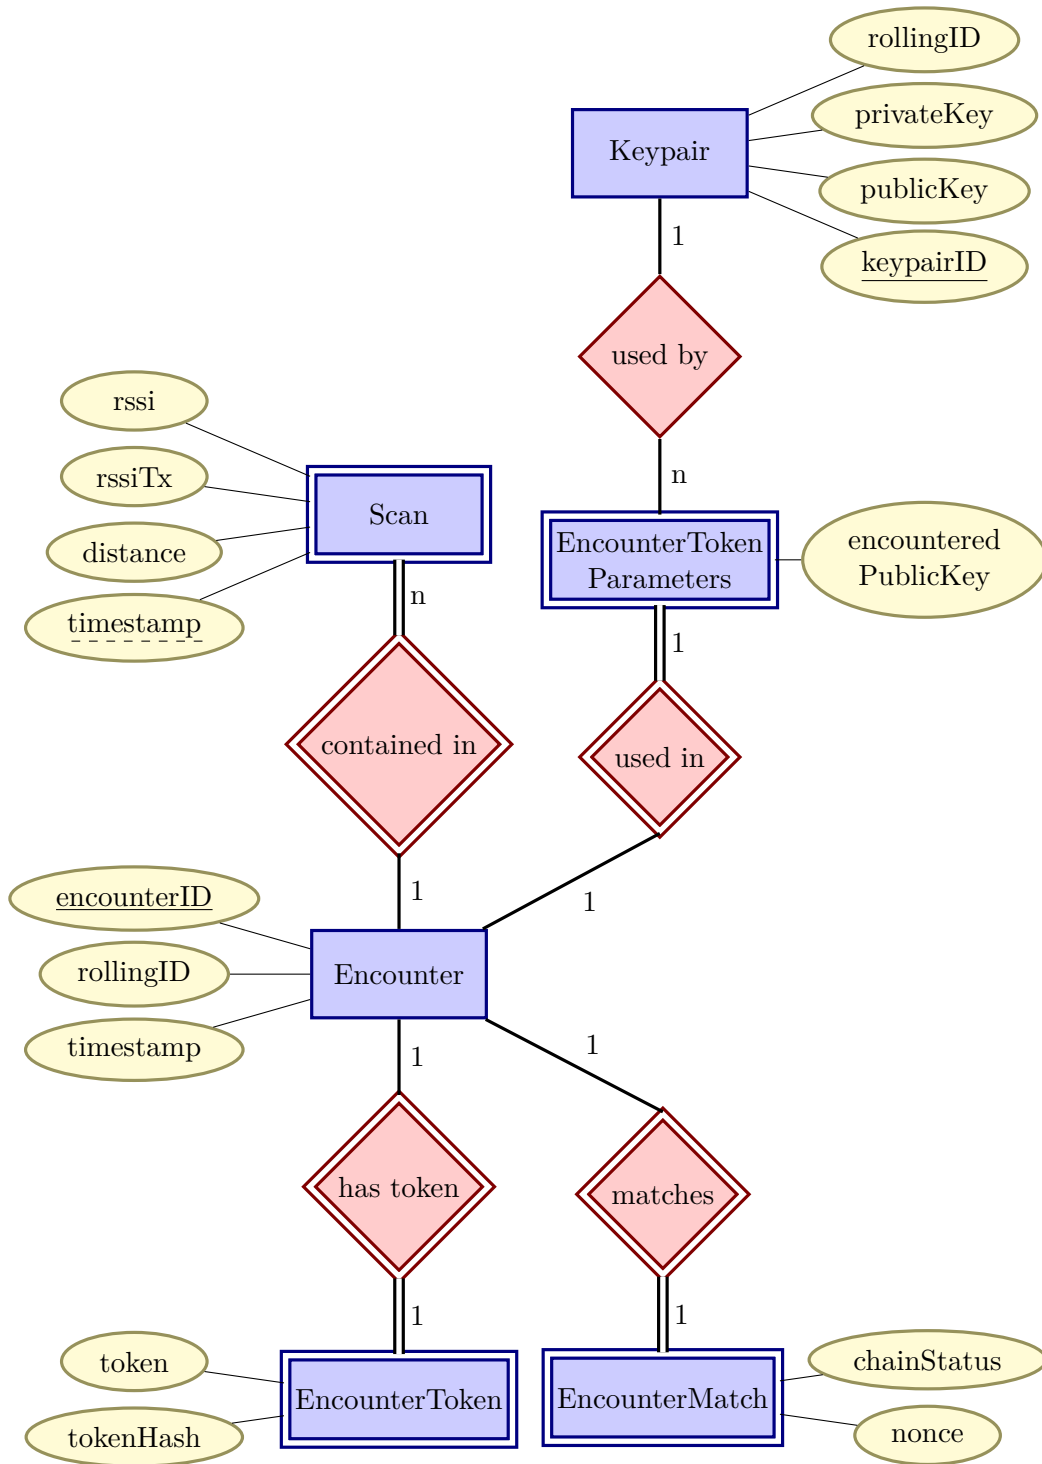 rollingID
privateKey
Keypair
publicKey
keypairID
1
used by
n
rssi
rssiTx
distance
timestamp
Scan
EncounterToken
Parameters
encountered
PublicKey
n
1
contained in
used in
1
1
encounterID
rollingID
timestamp
Encounter
1
1
has token
matches
1
1
token
tokenHash
EncounterToken
EncounterMatch
chainStatus
nonce